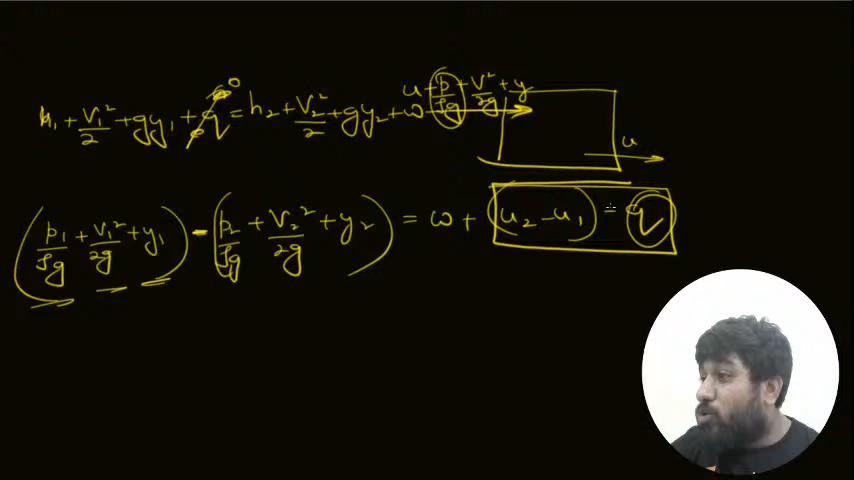 u + p/ρg + V²/2g + y
h₁ + V₁²/2 + gy₁ + q⁰ = h₂ + V₂²/2 + gy₂ + ω
u
(p₁/ρg + V₁²/2g + y₁) - (p₂/ρg + V₂²/2g + y₂) = ω + (u₂ - u₁) = q